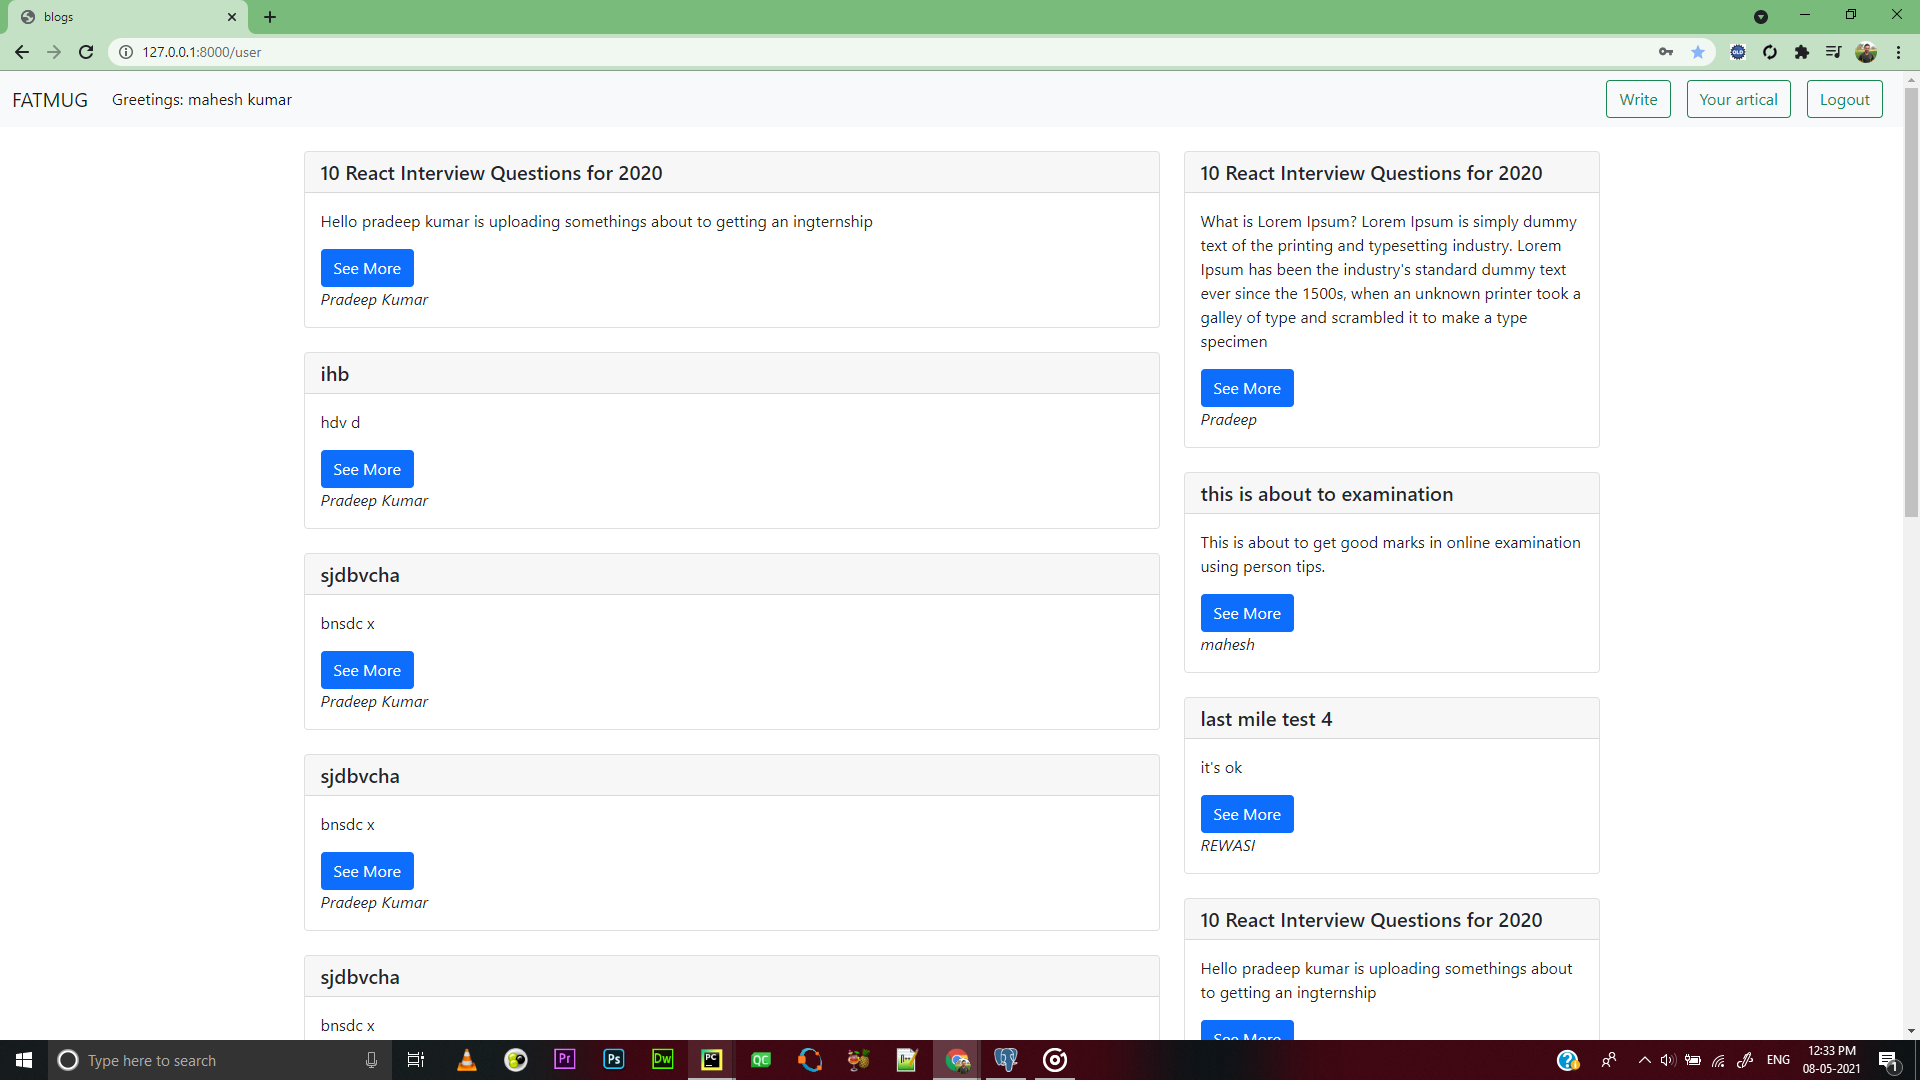 blogs
127.0.0.1:8000/user
FATMUG
Greetings: mahesh kumar
Write
Your artical
Logout
10 React Interview Questions for 2020
Hello pradeep kumar is uploading somethings about to getting an ingternship
See More
Pradeep Kumar
ihb
hdv d
See More
Pradeep Kumar
sjdbvcha
bnsdc x
See More
Pradeep Kumar
sjdbvcha
bnsdc x
See More
Pradeep Kumar
sjdbvcha
bnsdc x
10 React Interview Questions for 2020
What is Lorem Ipsum? Lorem Ipsum is simply dummy
text of the printing and typesetting industry. Lorem
Ipsum has been the industry's standard dummy text
ever since the 1500s, when an unknown printer took a
galley of type and scrambled it to make a type
specimen
See More
Pradeep
this is about to examination
This is about to get good marks in online examination
using person tips.
See More
mahesh
last mile test 4
it's ok
See More
REWASI
10 React Interview Questions for 2020
Hello pradeep kumar is uploading somethings about
to getting an ingternship
See More
Type here to search
Pr
Ps
Dw
PC
QC
ENG
12:33 PM
08-05-2021
1